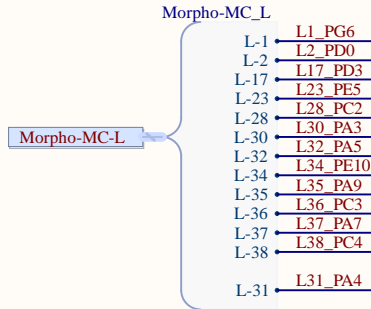 Morpho-MC_L
L-1 L1_PG6
L-2 L2_PD0
L-17 L17_PD3
L-23 L23_PE5
L-28 L28_PC2
Morpho-MC-L L-30 L30_PA3
L-32 L32_PA5
L-34 L34_PE10
L-35 L35_PA9
L-36 L36_PC3
L-37 L37_PA7
L-38 L38_PC4
L-31 L31_PA4